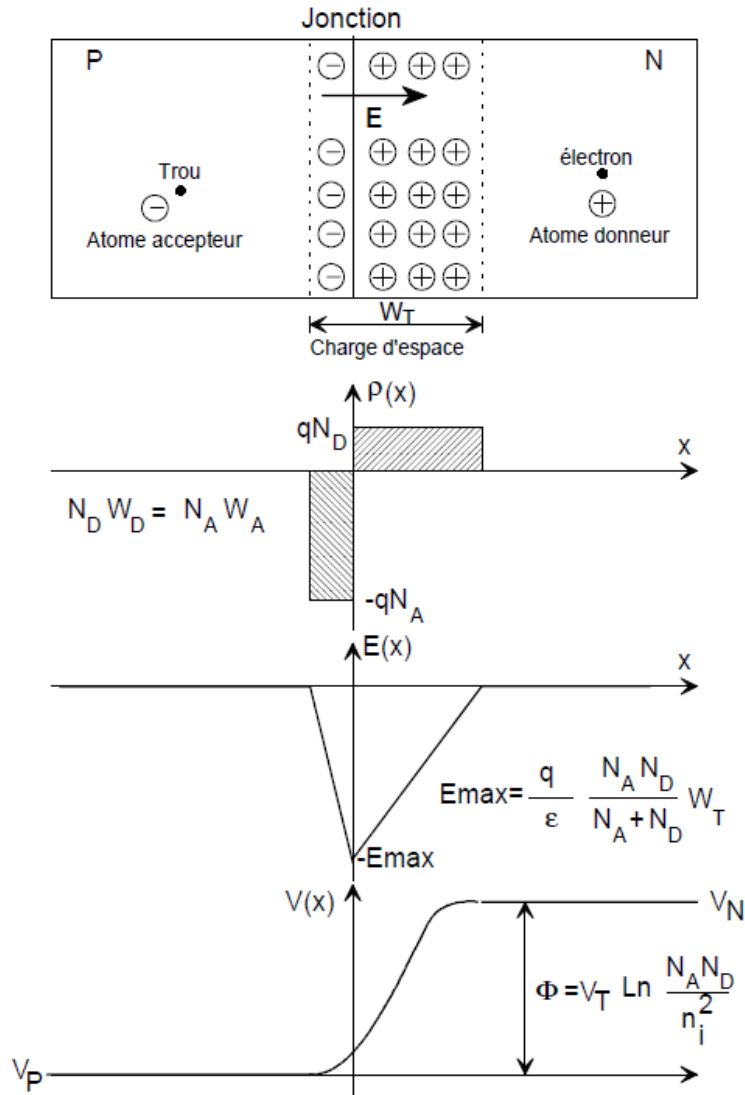 Jonction
P
N
E
Trou
électron
Atome accepteur
Atome donneur
W_T
Charge d'espace
ρ(x)
qN_D
x
N_D W_D = N_A W_A
-qN_A
E(x)
x
Emax = q/ε N_A N_D/(N_A + N_D) W_T
-Emax
V(x)
V_N
Φ = V_T Ln N_A N_D/n_i^2
V_P